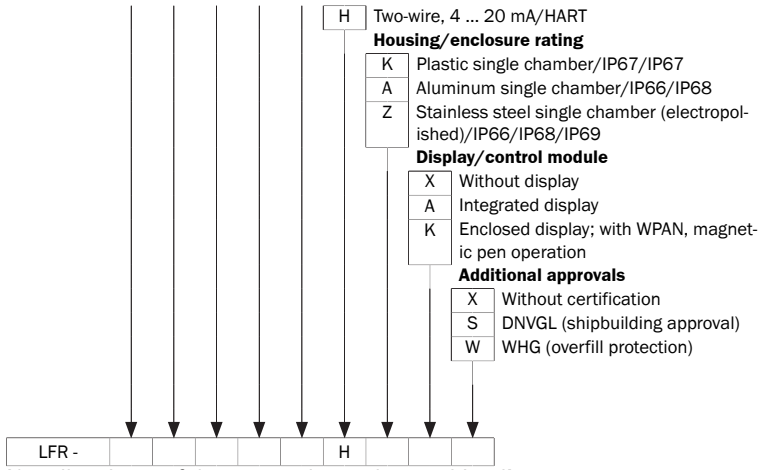 H Two-wire, 4 ... 20 mA/HART
Housing/enclosure rating
K Plastic single chamber/IP67/IP67
A Aluminum single chamber/IP66/IP68
Z Stainless steel single chamber (electropol-
ished)/IP66/IP68/IP69
Display/control module
X Without display
A Integrated display
K Enclosed display; with WPAN, magnet-
ic pen operation
Additional approvals
X Without certification
S DNVGL (shipbuilding approval)
W WHG (overfill protection)
LFR - H